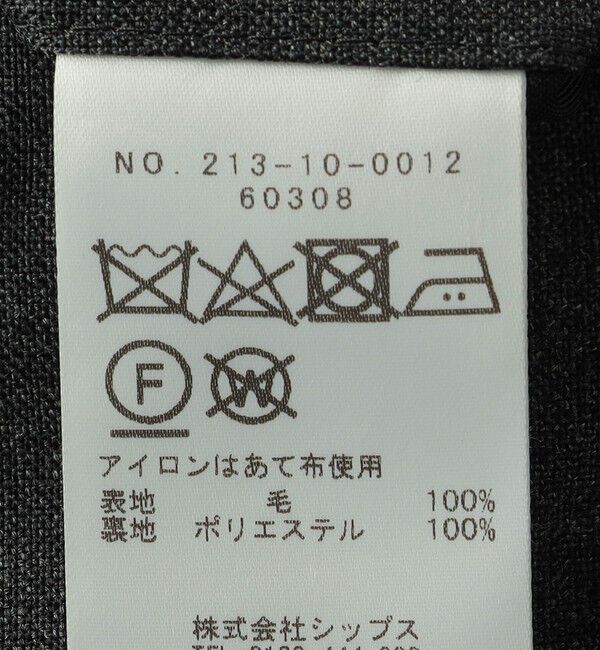 NO. 213-10-0012
60308
F W
アイロンはあて布使用
表地 毛 100%
裏地 ポリエステル 100%
株式会社シップス